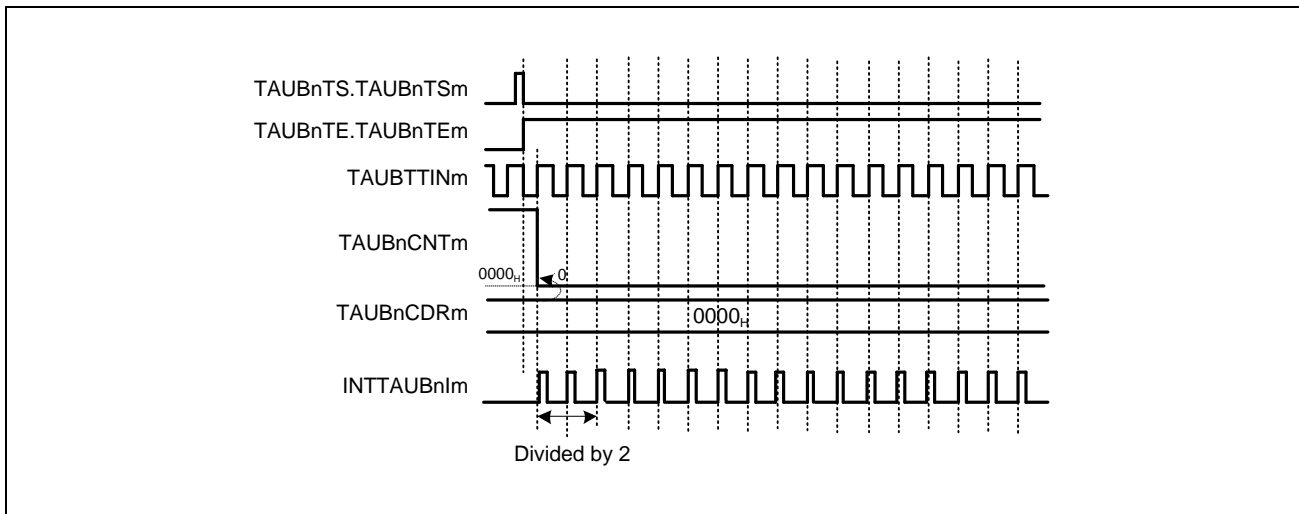 TAUBnTS.TAUBnTSm
TAUBnTE.TAUBnTEm
TAUBTTINm
TAUBnCNTm
0000H
0
TAUBnCDRm
0000H
INTTAUBnIm
Divided by 2